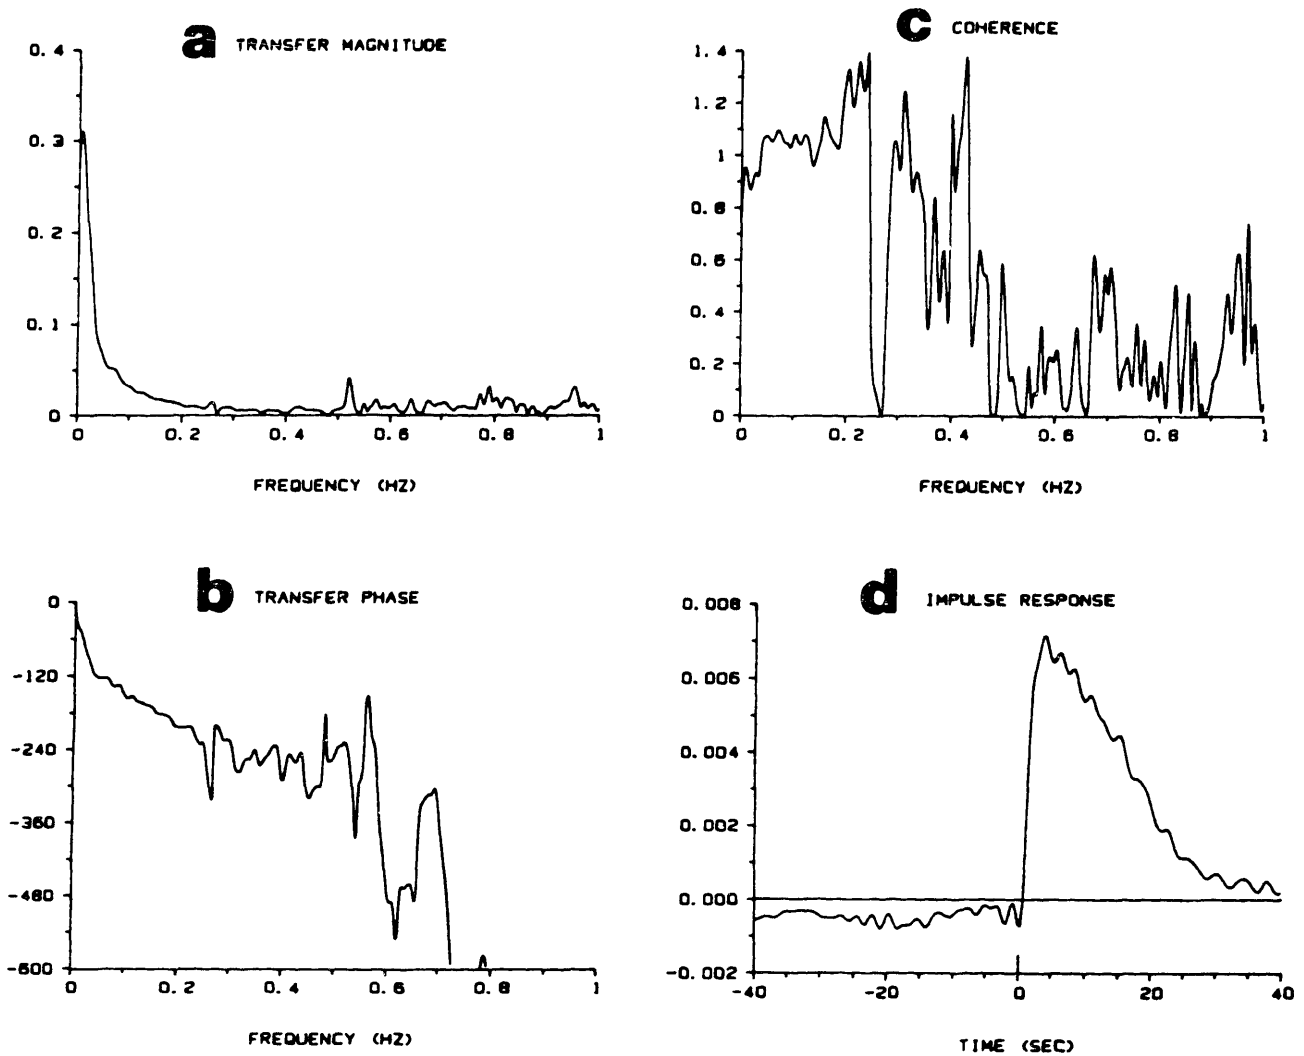 a TRANSFER MAGNITUDE
0.4
0.3
0.2
0.1
0
0 0.2 0.4 0.6 0.8 1
FREQUENCY (HZ)
c COHERENCE
1.4
1.2
1
0.8
0.6
0.4
0.2
0
0 0.2 0.4 0.6 0.8 1
FREQUENCY (HZ)
b TRANSFER PHASE
0
-120
-240
-360
-480
-600
0 0.2 0.4 0.6 0.8 1
FREQUENCY (HZ)
d IMPULSE RESPONSE
0.008
0.006
0.004
0.002
0.000
-0.002
-40 -20 0 20 40
TIME (SEC)